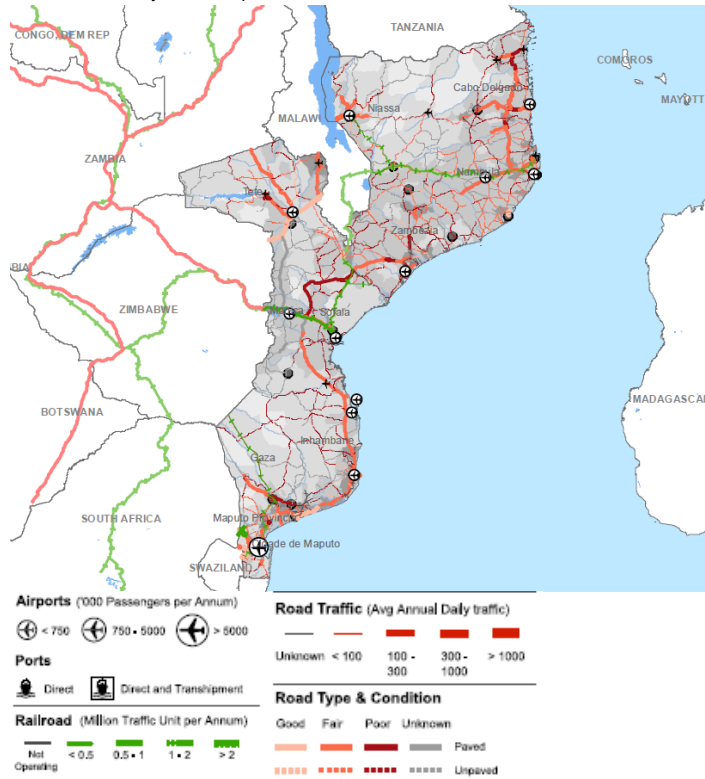 TANZANIA
CONGO, DEM REP
COMOROS
Cabo Delgado
MAYOTT
Niassa
MALAWI
ZAMBIA
Nampula
Tete
Zambezia
BIA
ZIMBABWE
Sofala
BOTSWANA
MADAGASCAR
Inhambane
Gaza
SOUTH AFRICA
Maputo Provinc
dade de Maputo
SWAZILAND
Airports ('000 Passengers per Annum)
< 750
750 - 5000
> 5000
Ports
Direct
Direct and Transhipment
Railroad (Million Traffic Unit per Annum)
Not Operating
< 0.5
0.5 - 1
1 - 2
> 2
Road Traffic (Avg Annual Daily traffic)
Unknown
< 100
100 - 300
300 - 1000
> 1000
Road Type & Condition
Good Fair Poor Unknown
Paved
Unpaved